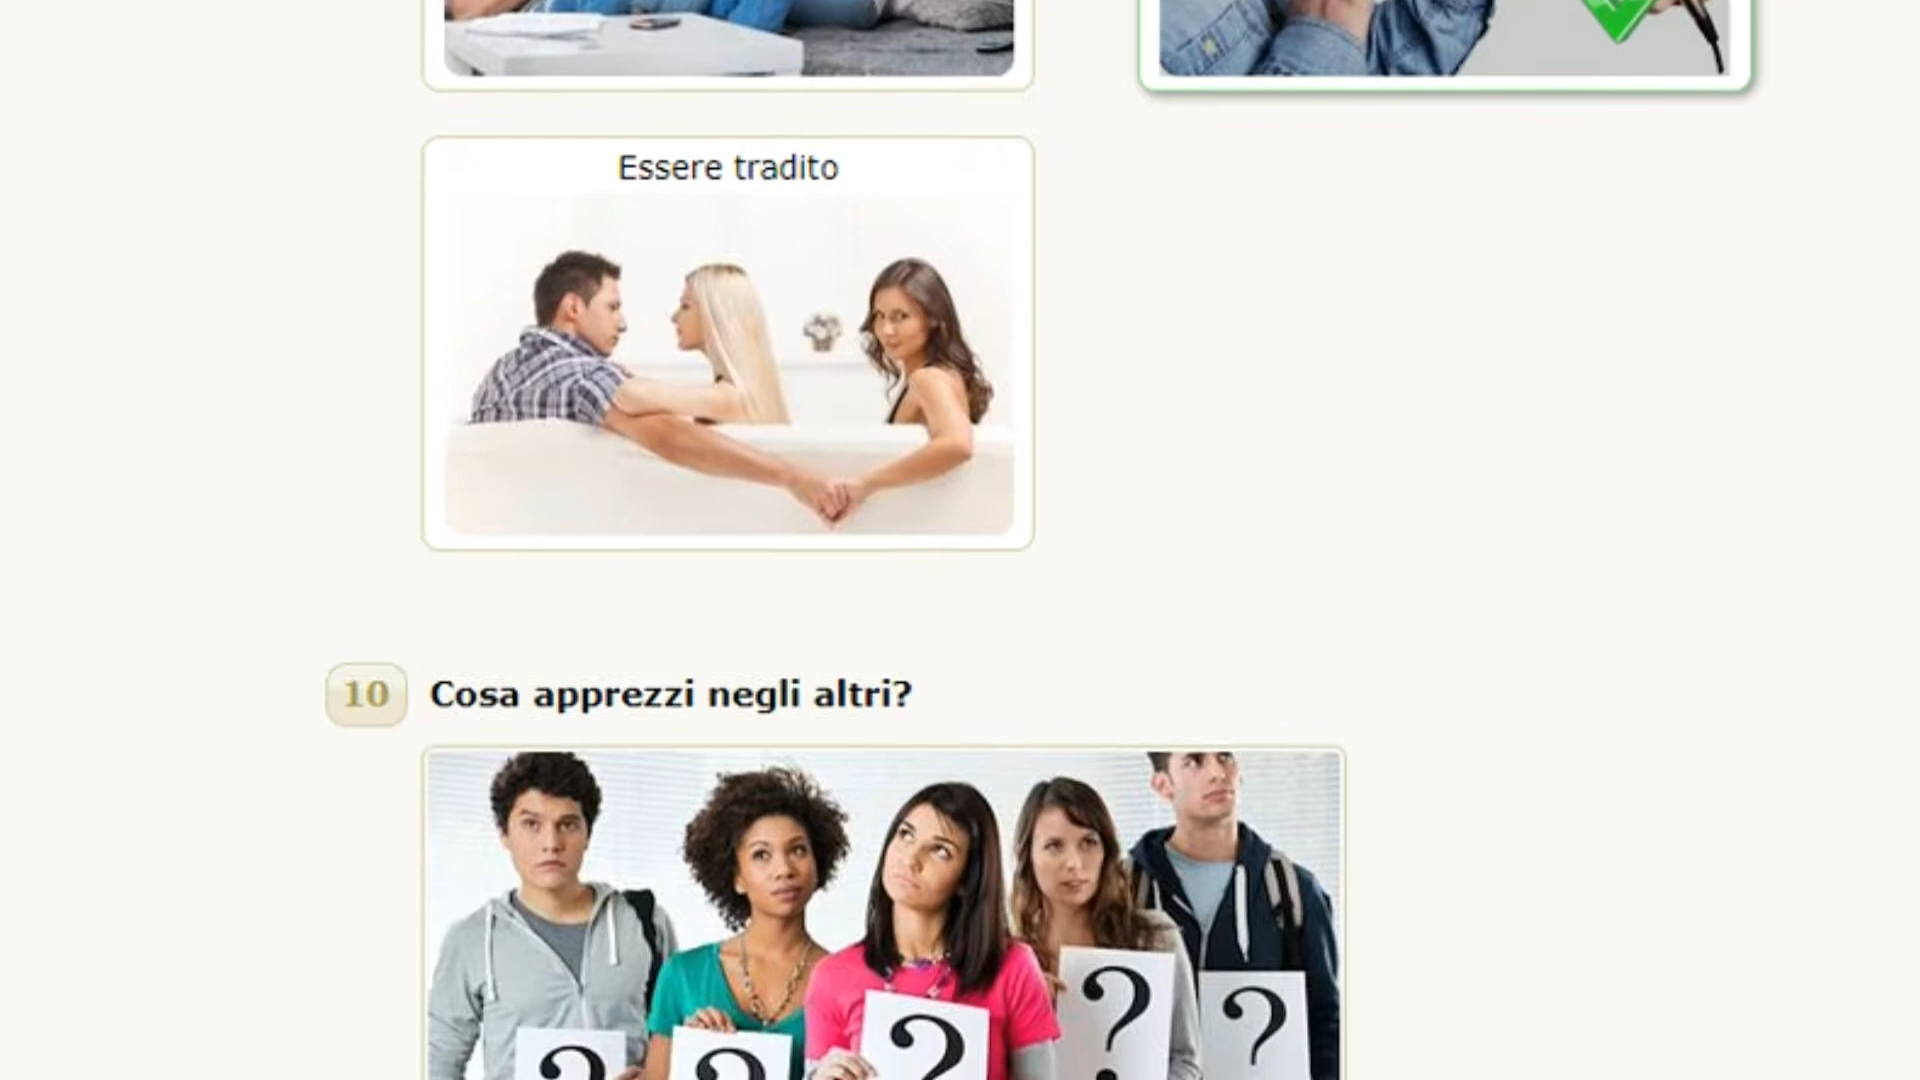 Essere tradito
10 Cosa apprezzi negli altri?
? ? ? ? ?